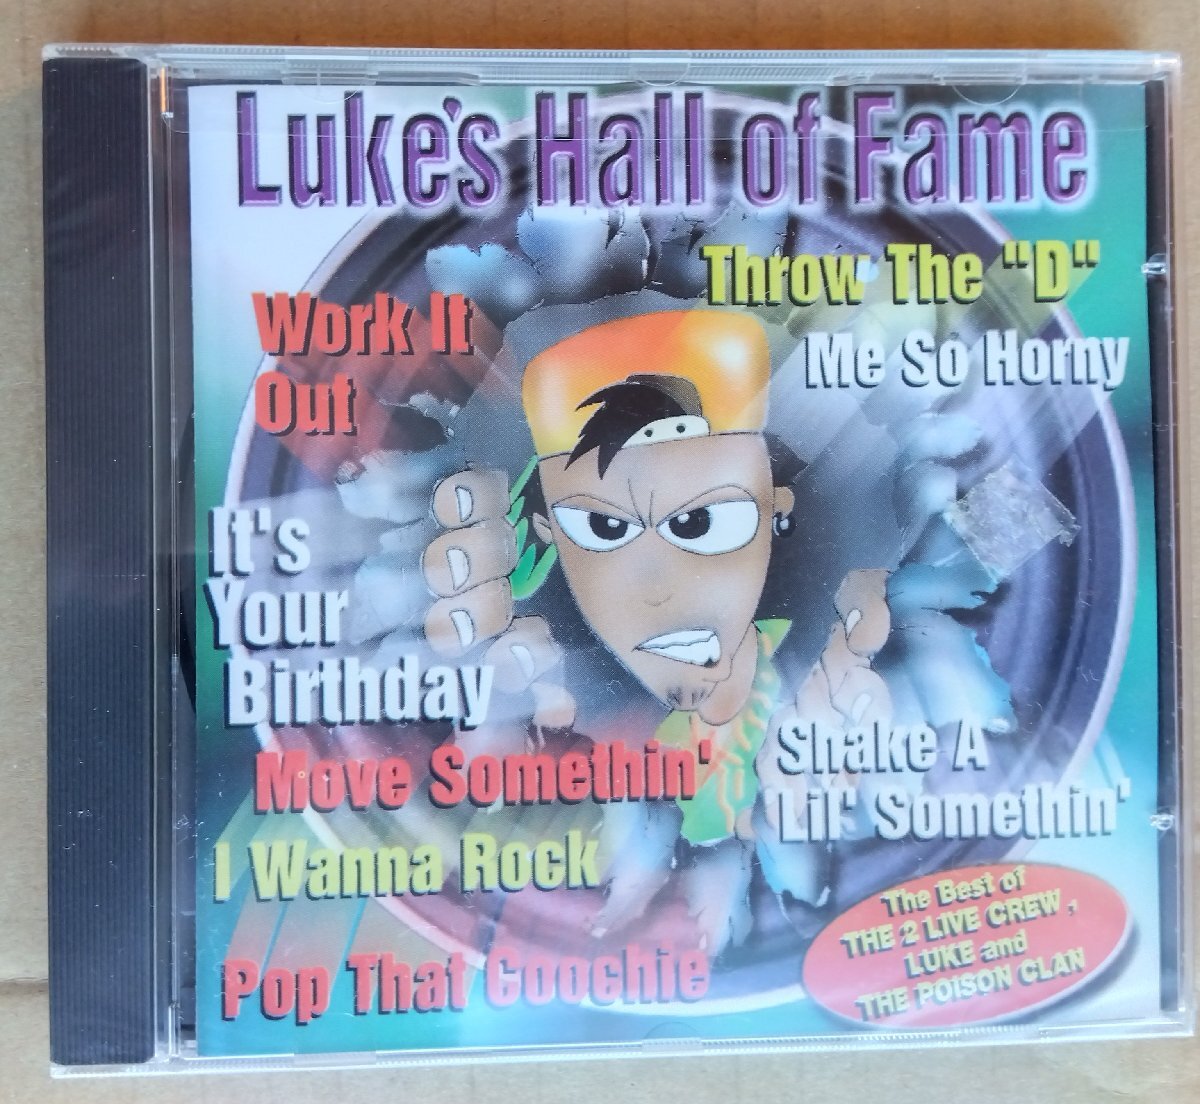 Luke's Hall of Fame
Throw The "D"
Work It
Out
Me So Horny
It's
Your
Birthday
Move Somethin'
Shake A
Lil' Somethin'
I Wanna Rock
Pop That Coochie
The Best of
THE 2 LIVE CREW,
LUKE and
THE POISON CLAN